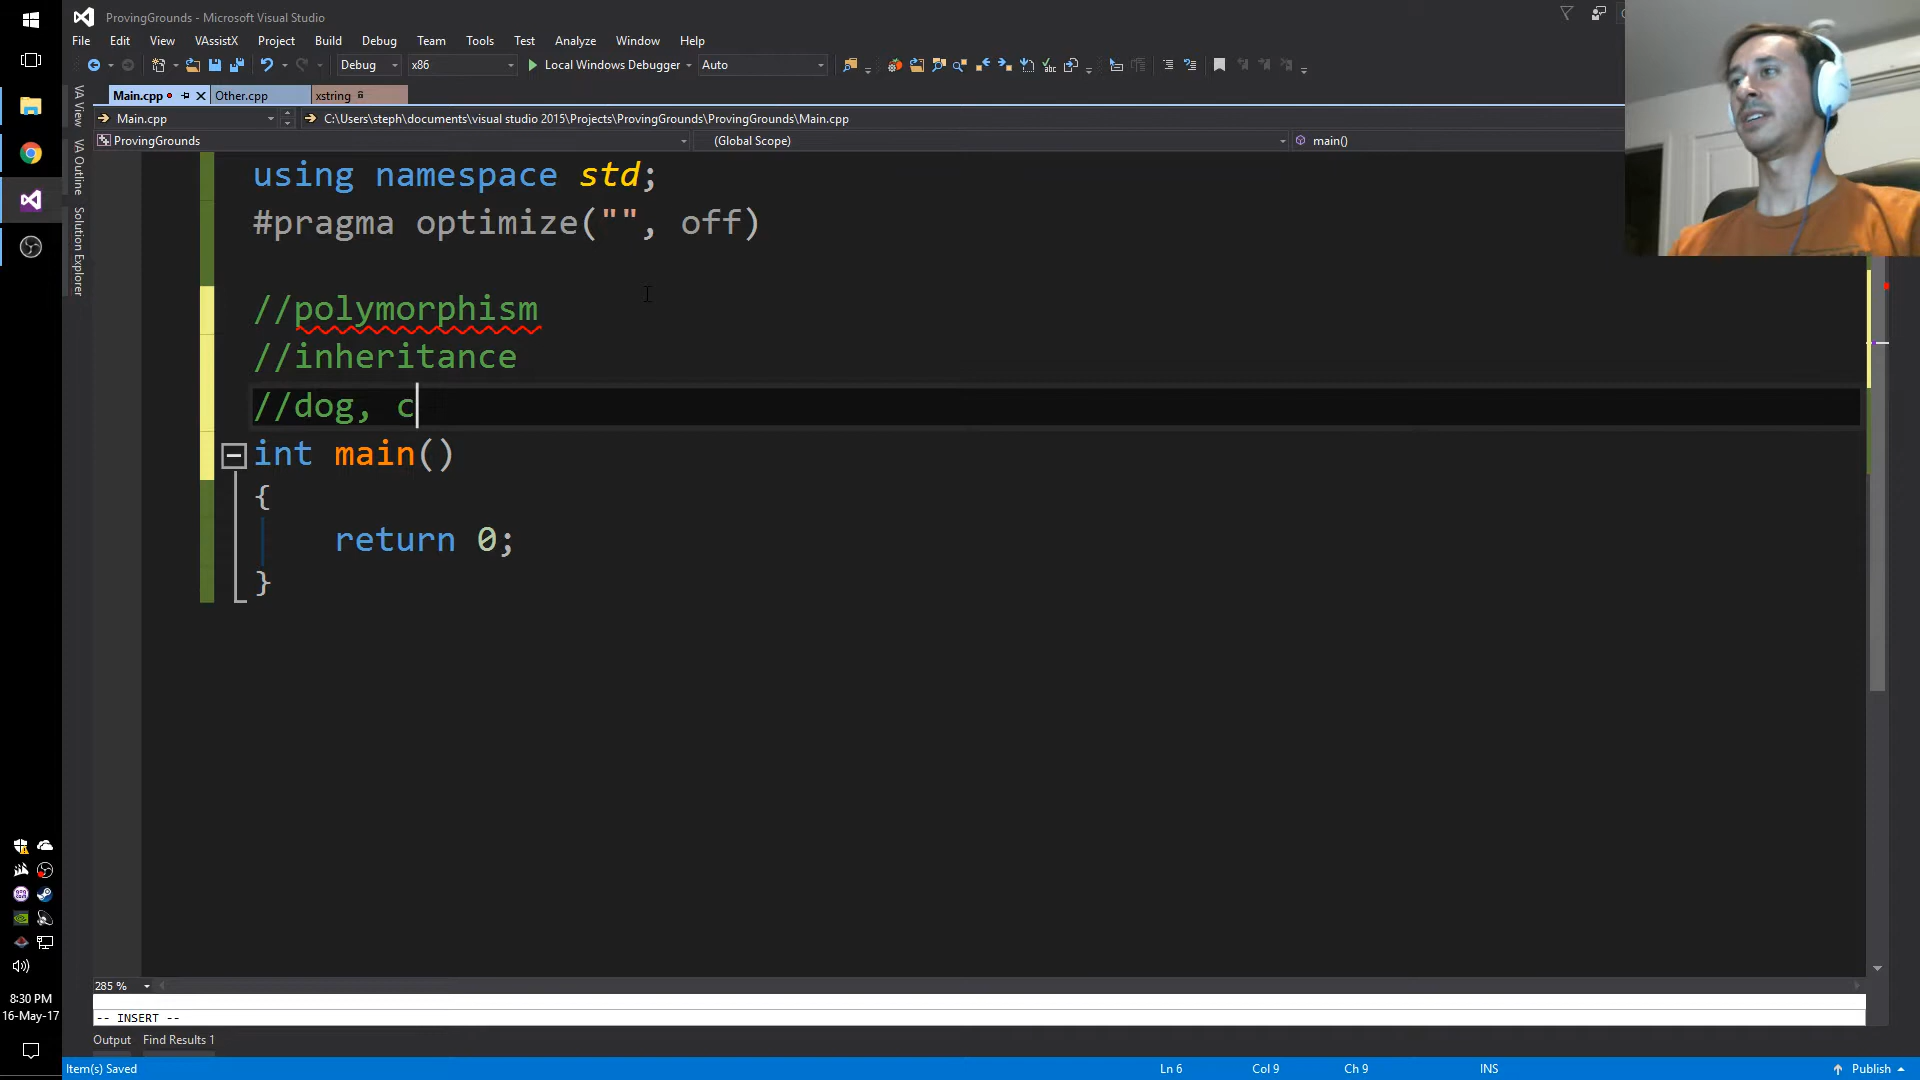 ProvingGrounds - Microsoft Visual Studio
File Edit View VAssistX Project Build Debug Team Tools Test Analyze Window Help
Debug x86 Local Windows Debugger Auto
Main.cpp Other.cpp xstring
Main.cpp C:\Users\steph\documents\visual studio 2015\Projects\ProvingGrounds\ProvingGrounds\Main.cpp
ProvingGrounds (Global Scope) main()
VA View
VA Outline
Solution Explorer
using namespace std;
#pragma optimize("", off)
//polymorphism
//inheritance
//dog, c
int main()
{
return 0;
}
285 %
-- INSERT --
Output Find Results 1
Item(s) Saved Ln 6 Col 9 Ch 9 INS Publish
8:30 PM
16-May-17